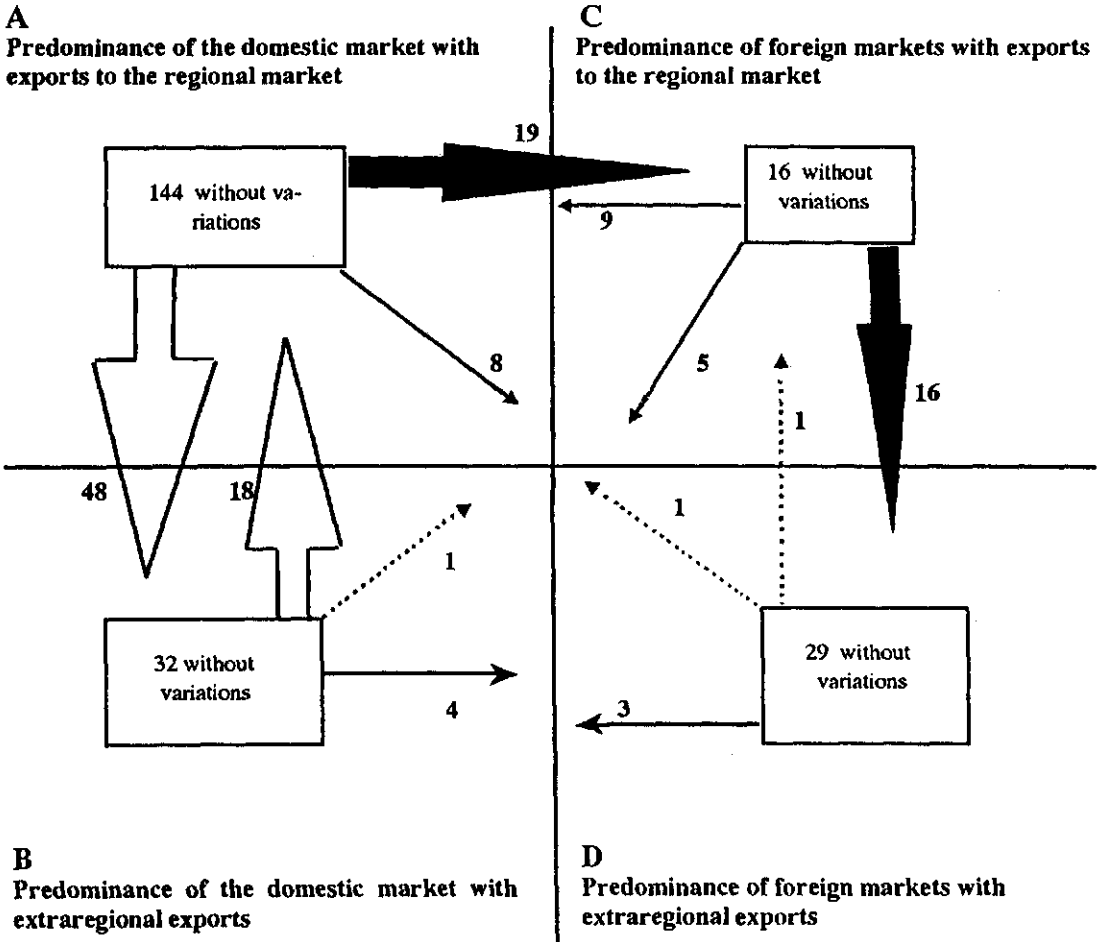 A
Predominance of the domestic market with
exports to the regional market
C
Predominance of foreign markets with exports
to the regional market
19
144 without va-
riations
16 without
variations
9
8
5
16
1
48
18
1
1
32 without
variations
4
29 without
variations
3
B
Predominance of the domestic market with
extraregional exports
D
Predominance of foreign markets with
extraregional exports